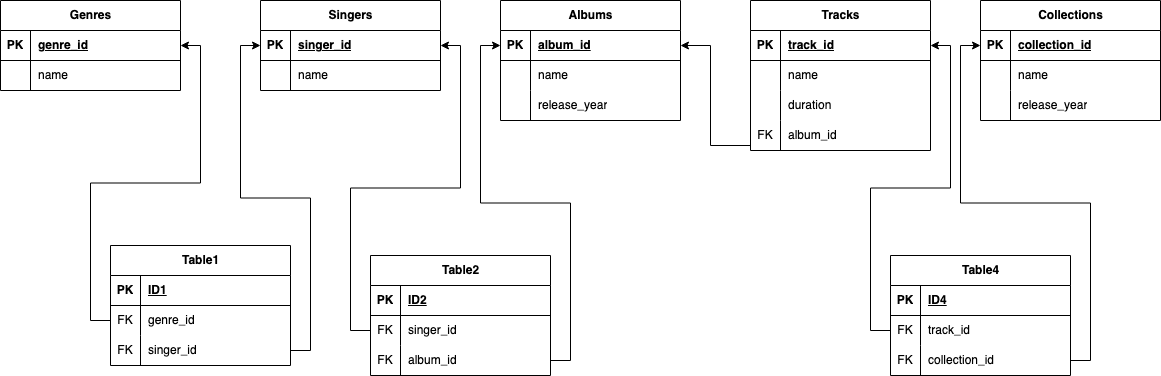 Genres
PK genre_id
name
Singers
PK singer_id
name
Albums
PK album_id
name
release_year
Tracks
PK track_id
name
duration
FK album_id
Collections
PK collection_id
name
release_year
Table1
PK ID1
FK genre_id
FK singer_id
Table2
PK ID2
FK singer_id
FK album_id
Table4
PK ID4
FK track_id
FK collection_id